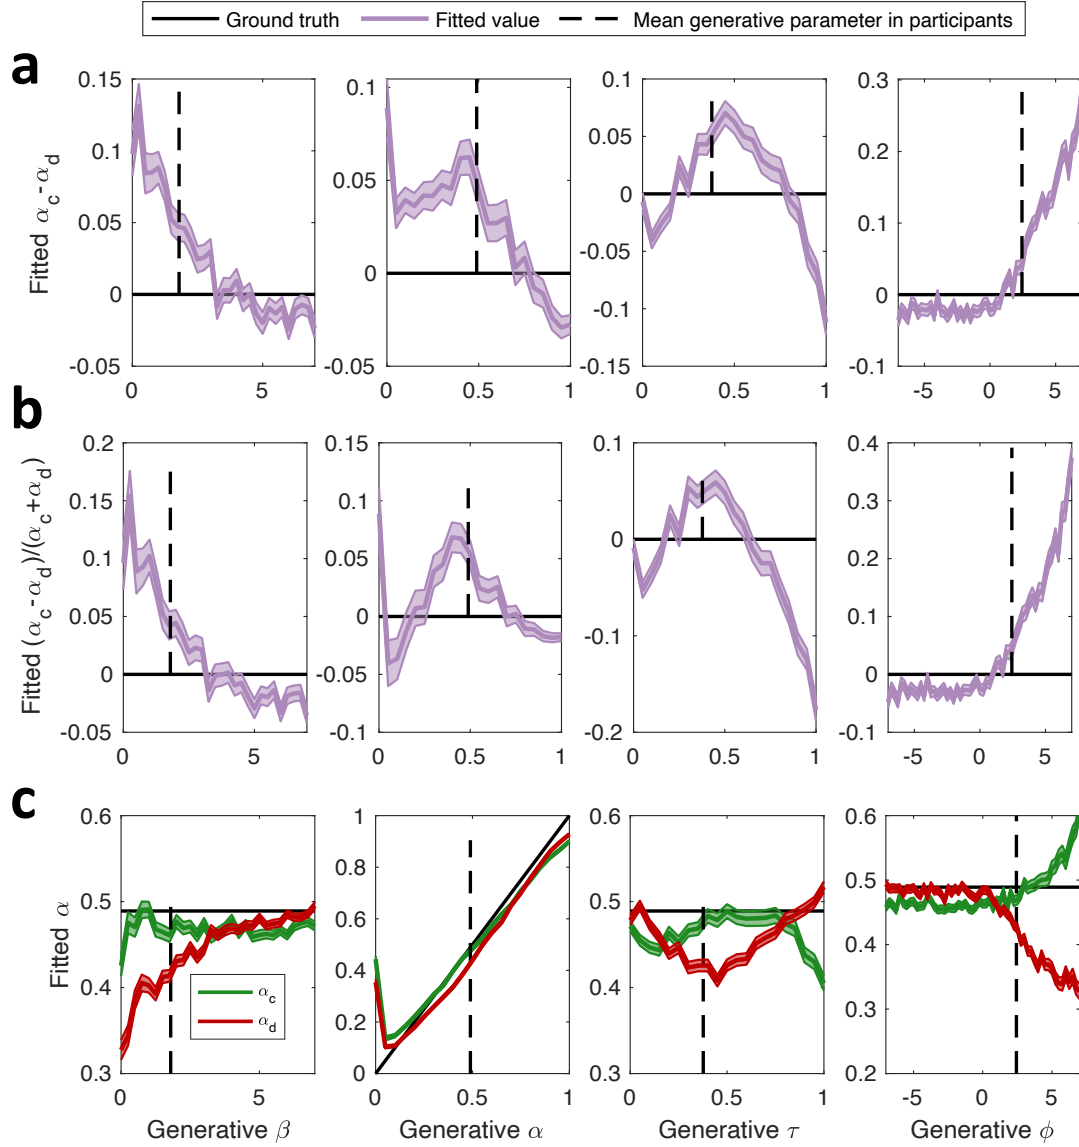 Ground truth Fitted value Mean generative parameter in participants
a
0.15 0.1 0.3
0.1 0.1 0.05 0.2
0.05 0.05 0 0.1
0 0 -0.05 0
-0.05 -0.05 -0.1 -0.15 -0.1
0 5 0 0.5 1 0 0.5 1 -5 0 5
Fitted α_c - α_d
b
0.2 0.15 0.1 0.4
0.15 0.1 0.3
0.1 0.05 0 0.2
0.05 0 0.1
0 -0.05 -0.1 0
-0.05 -0.1 -0.2 -0.1
0 5 0 0.5 1 0 0.5 1 -5 0 5
Fitted (α_c - α_d)/(α_c+α_d)
c
0.6 1 0.6 0.6
0.5 0.8 0.5 0.5
0.6 0.4
0.4 0.4 0.4 0.3
0.2
0.3 0 0.3 0.2
0 5 0 0.5 1 0 0.5 1 -5 0 5
Fitted α
α_c
α_d
Generative β Generative α Generative τ Generative ϕ